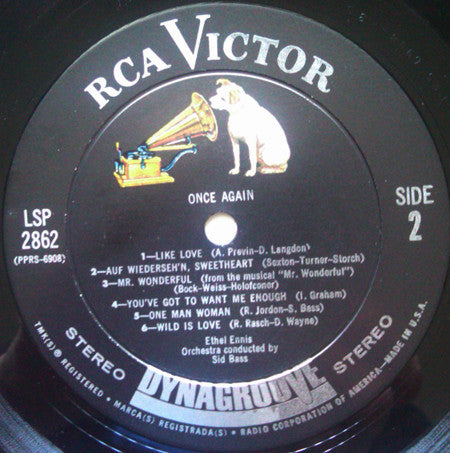 RCA VICTOR
ONCE AGAIN
LSP
2862
(PPRS-6908)
SIDE
2
1—LIKE LOVE (A. Previn-D. Langdon)
2—AUF WIEDERSEH'N, SWEETHEART (Sexton-Turner-Storch)
3—MR. WONDERFUL (from the musical "Mr. Wonderful")
(Bock-Weiss-Holofconor)
4—YOU'VE GOT TO WANT ME ENOUGH (I. Graham)
5—ONE MAN WOMAN (R. Jordon-S. Bass)
6—WILD IS LOVE (R. Rasch-D. Wayne)
Ethel Ennis
Orchestra conducted by
Sid Bass
STEREO DYNAGROOVE STEREO
TMK(S) ® REGISTERED • MARCA(S) REGISTRADA(S) • RADIO CORPORATION OF AMERICA—MADE IN U.S.A.